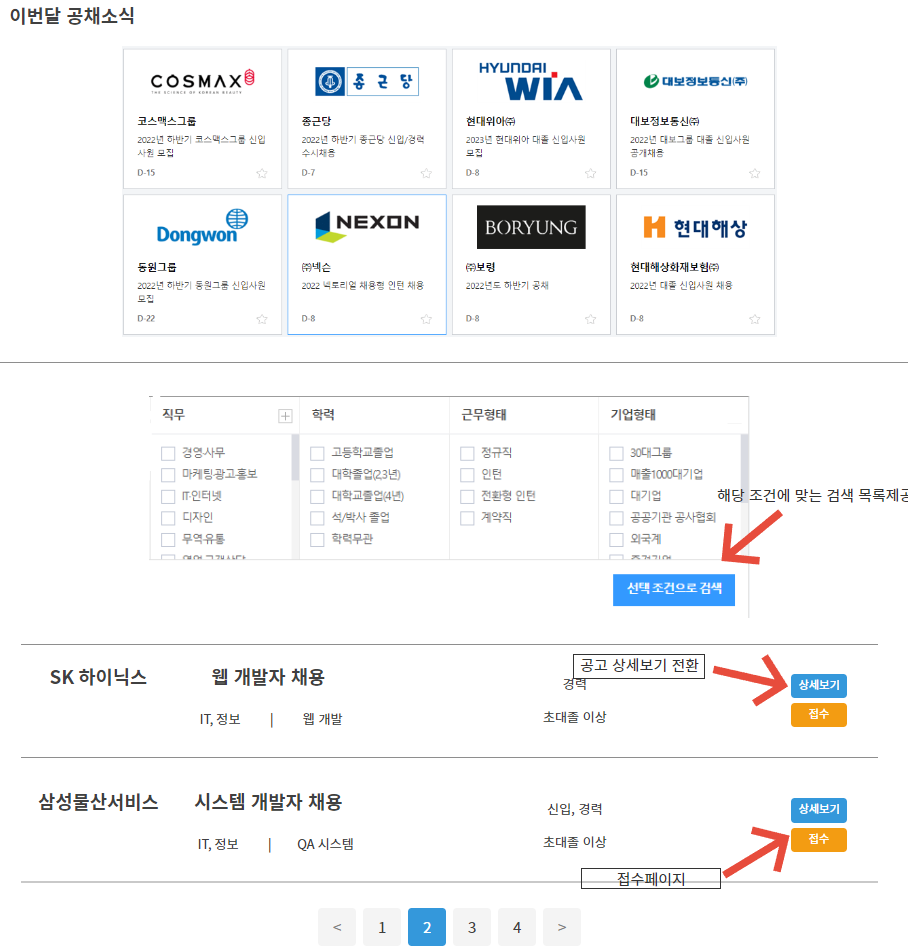 이번달 공채소식
COSMAX
THE SCIENCE OF KOREAN BEAUTY
코스맥스그룹
2022년 하반기 코스맥스그룹 신입
사원 모집
D-15
종근당
종근당
2022년 하반기 종근당 신입/경력
수시채용
D-7
HYUNDAI
WIA
현대위아㈜
2023년 현대위아 대졸 신입사원
모집
D-8
대보정보통신(주)
대보정보통신㈜
2022년 대보그룹 대졸 신입사원
공개채용
D-15
Dongwon
동원그룹
2022년 하반기 동원그룹 신입사원
모집
D-22
NEXON
㈜넥슨
2022 넥토리얼 채용형 인턴 채용
D-8
BORYUNG
㈜보령
2022년도 하반기 공채
D-8
현대해상
현대해상화재보험㈜
2022년 대졸 신입사원 채용
D-8
직무
경영·사무
마케팅·광고·홍보
IT·인터넷
디자인
무역·유통
학력
고등학교졸업
대학졸업(2,3년)
대학교졸업(4년)
석/박사 졸업
학력무관
근무형태
정규직
인턴
전환형 인턴
계약직
기업형태
30대그룹
매출1000대기업
대기업
공공기관 공사협회
외국계
해당 조건에 맞는 검색 목록제공
선택 조건으로 검색
SK 하이닉스
웹 개발자 채용
공고 상세보기 전환
경력
상세보기
IT, 정보 | 웹 개발
초대졸 이상
접수
삼성물산서비스
시스템 개발자 채용
신입, 경력
상세보기
IT, 정보 | QA 시스템
초대졸 이상
접수
접수페이지
< 1 2 3 4 >